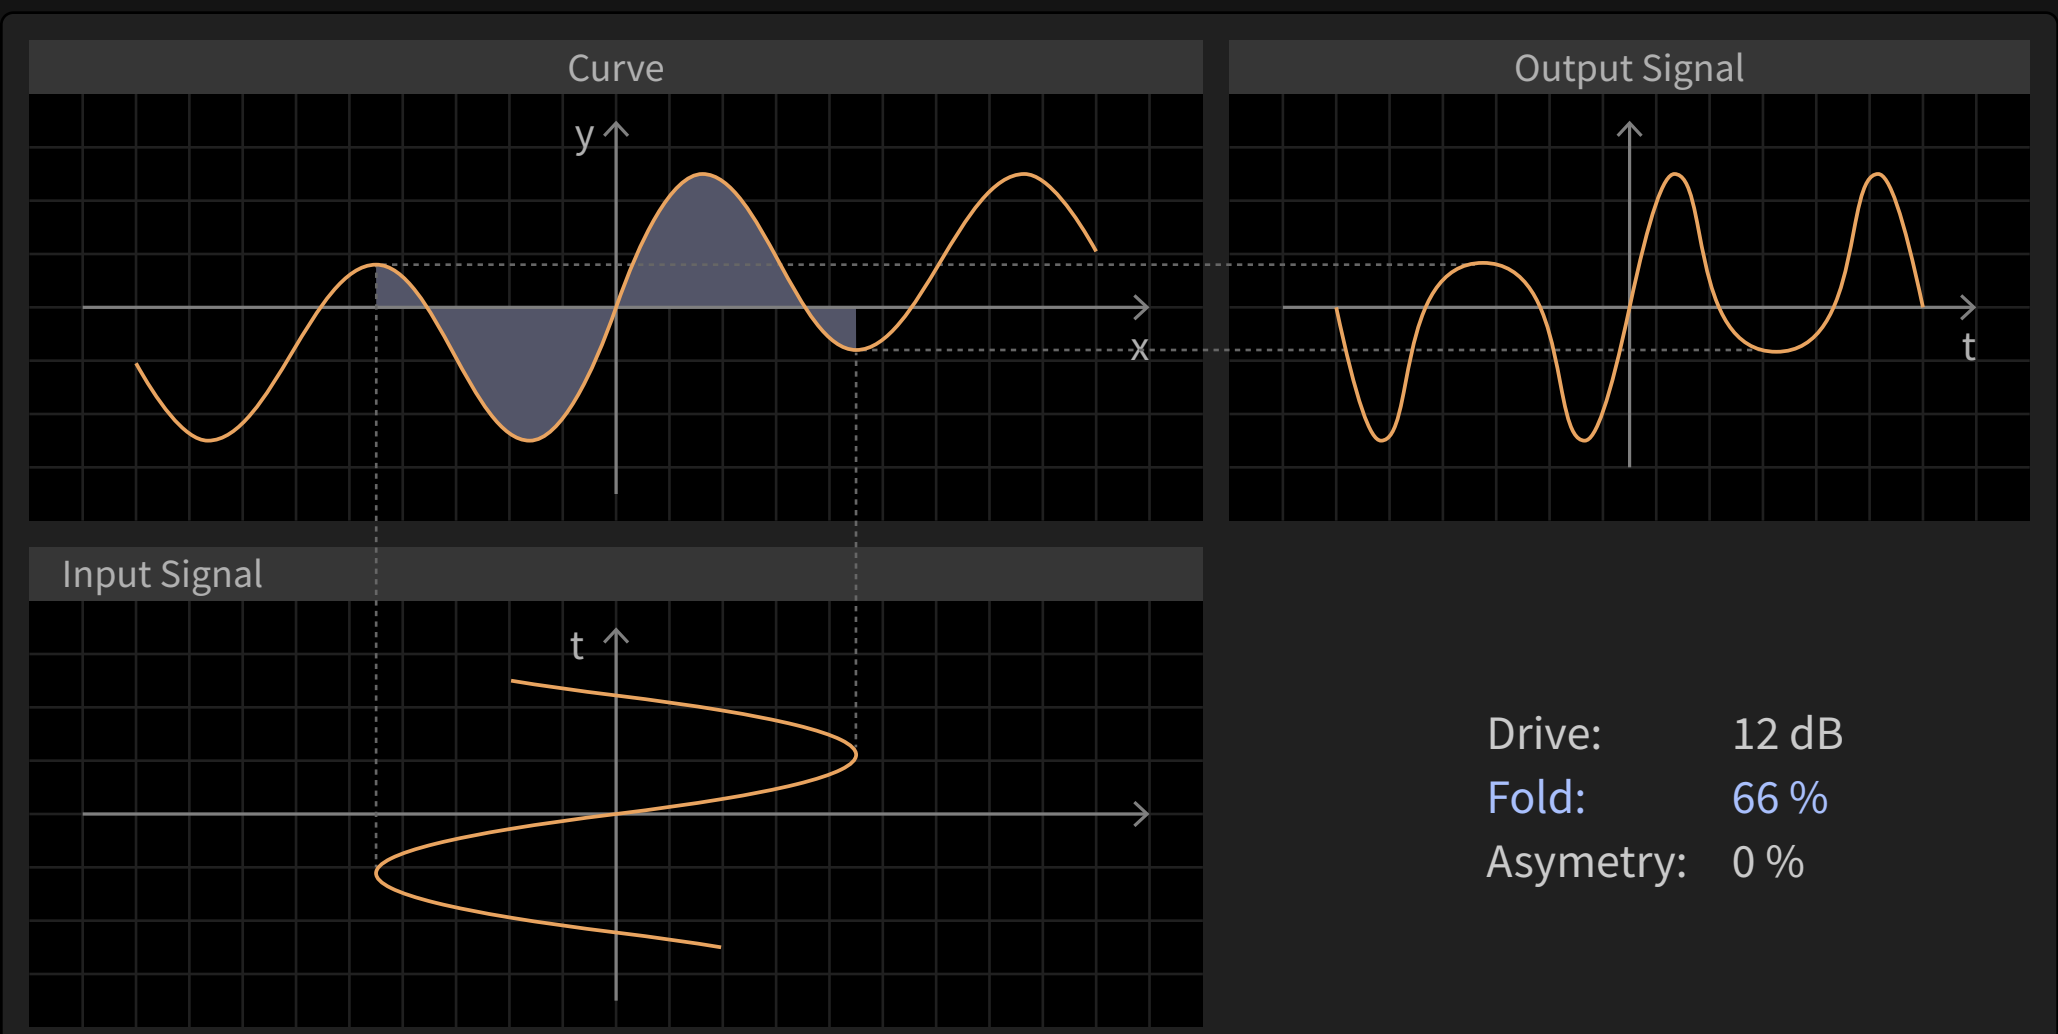 Curve
Output Signal
y
x
t
Input Signal
t
Drive: 12 dB
Fold: 66 %
Asymetry: 0 %